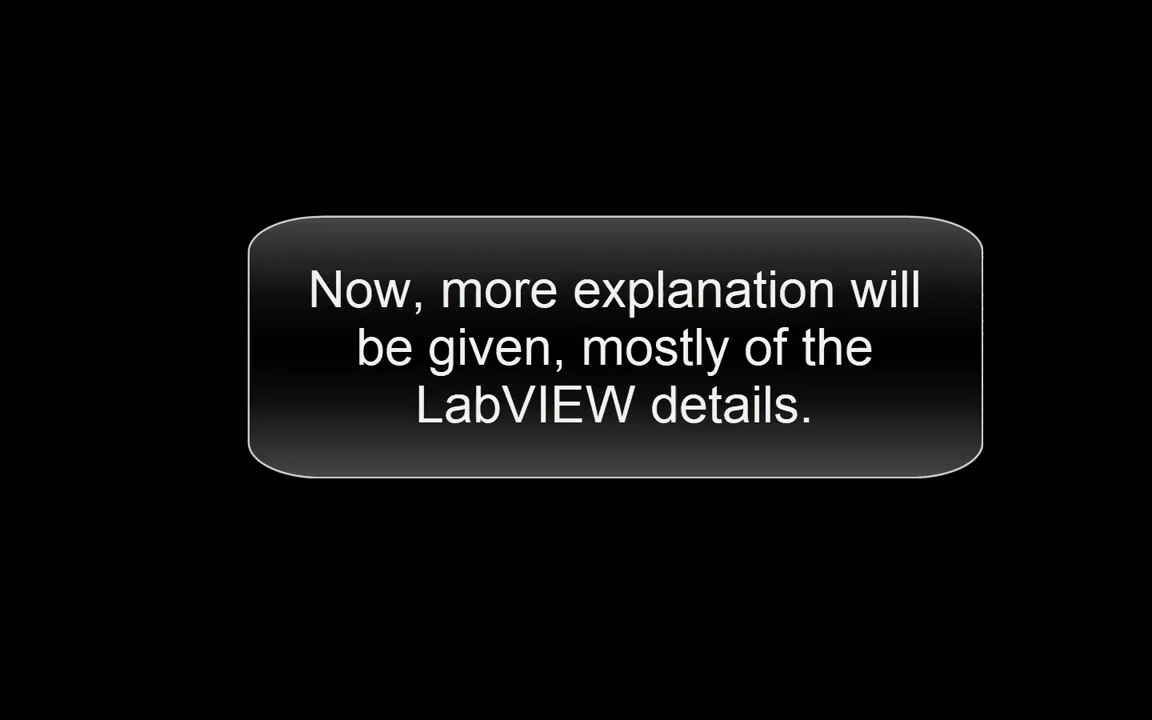 Now, more explanation will
be given, mostly of the
LabVIEW details.